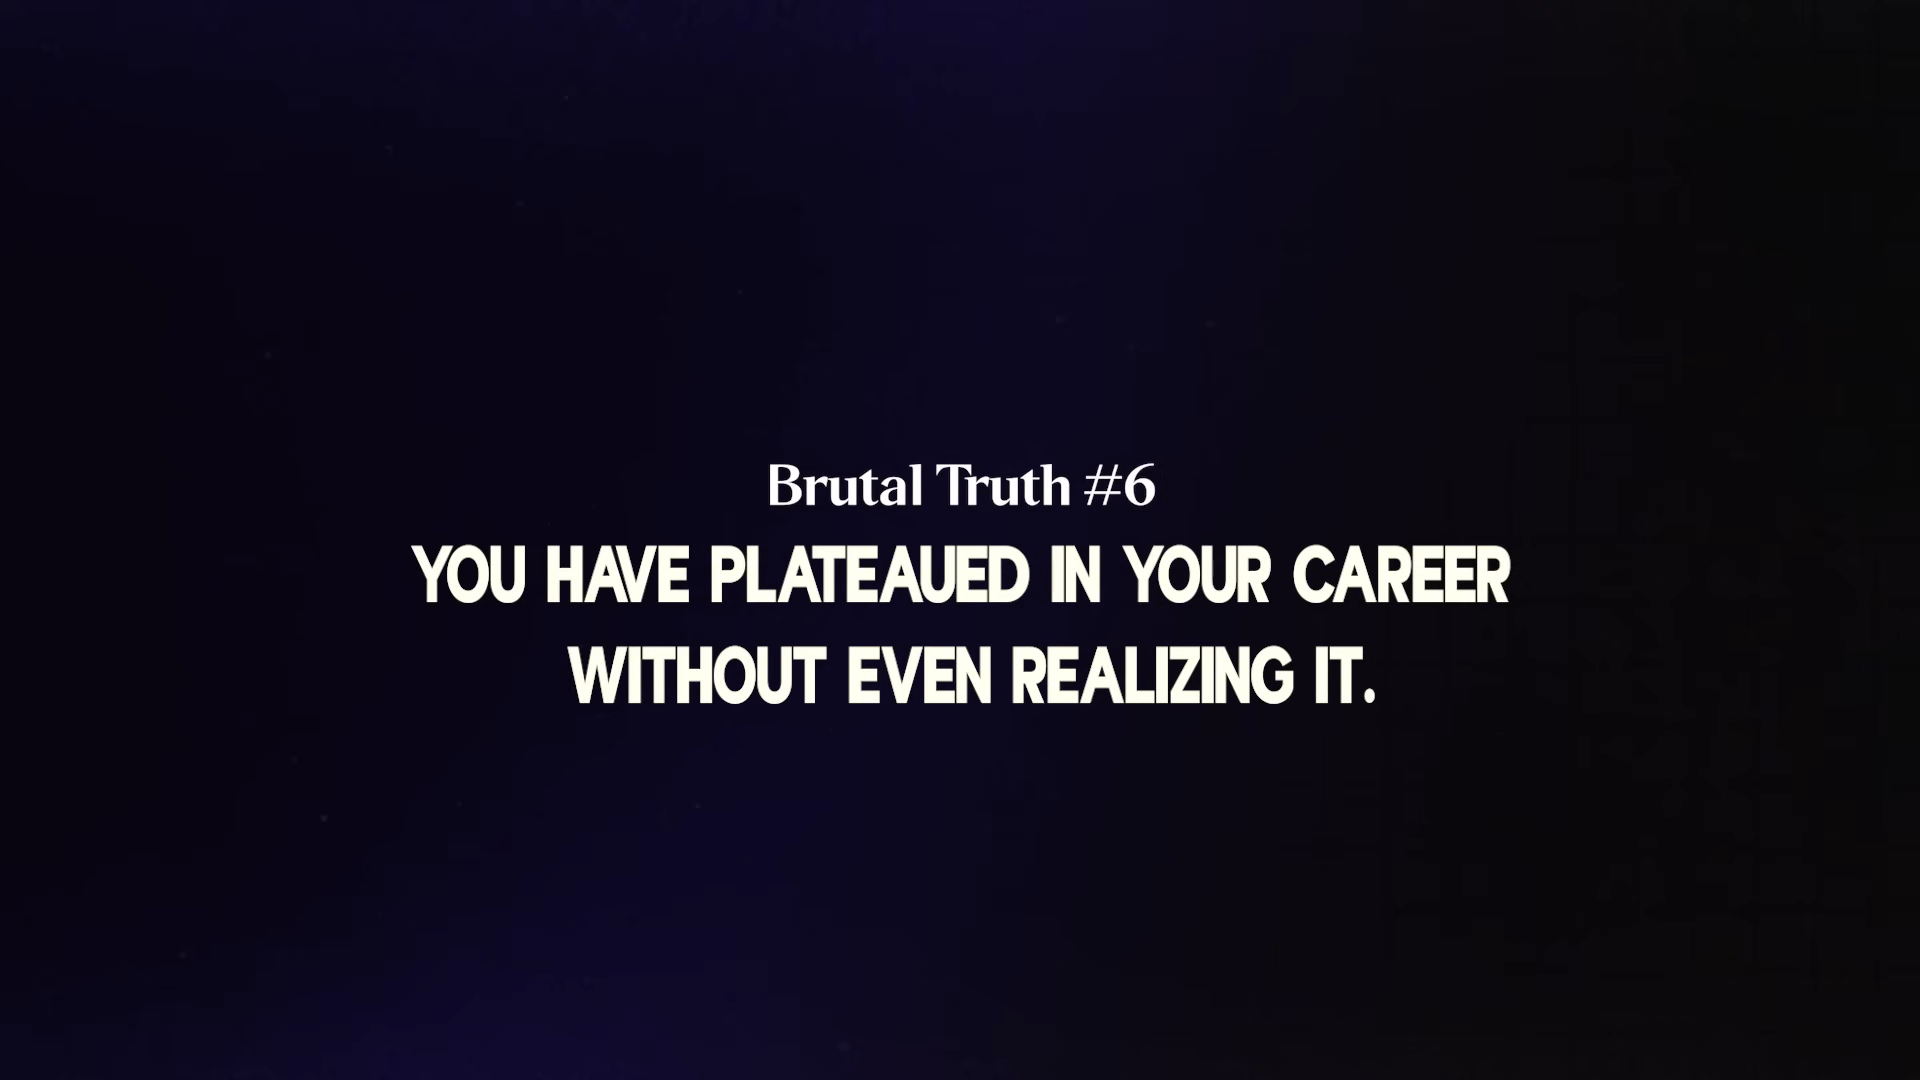 Brutal Truth #6
YOU HAVE PLATEAUED IN YOUR CAREER
WITHOUT EVEN REALIZING IT.